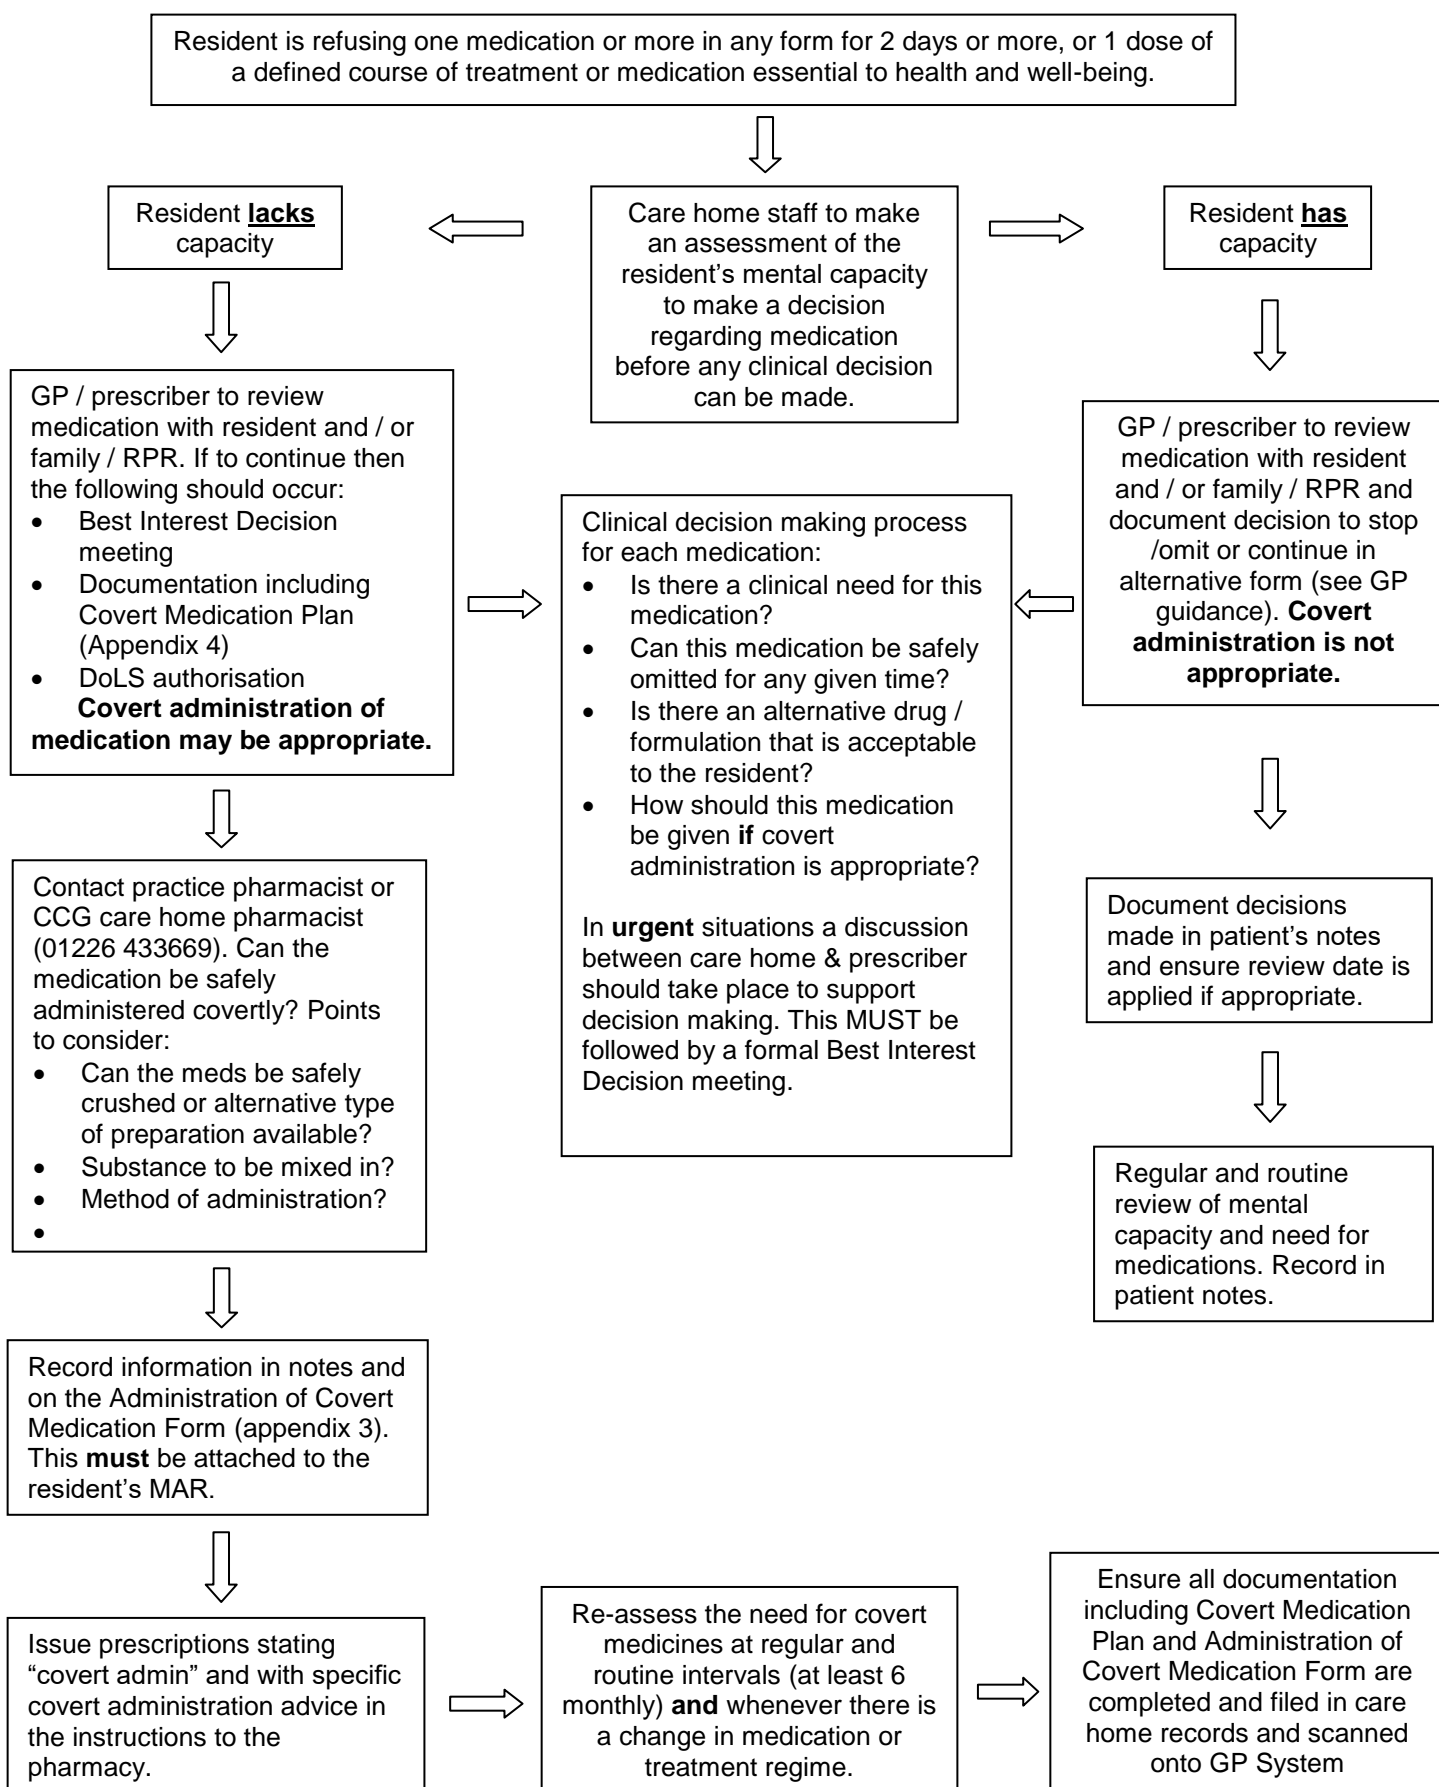 Resident is refusing one medication or more in any form for 2 days or more, or 1 dose of
a defined course of treatment or medication essential to health and well-being.
Resident lacks
capacity
Care home staff to make
an assessment of the
resident’s mental capacity
to make a decision
regarding medication
before any clinical decision
can be made.
Resident has
capacity
GP / prescriber to review
medication with resident and / or
family / RPR. If to continue then
the following should occur:
• Best Interest Decision
meeting
• Documentation including
Covert Medication Plan
(Appendix 4)
• DoLS authorisation
Covert administration of
medication may be appropriate.
Clinical decision making process
for each medication:
• Is there a clinical need for this
medication?
• Can this medication be safely
omitted for any given time?
• Is there an alternative drug /
formulation that is acceptable
to the resident?
• How should this medication
be given if covert
administration is appropriate?
In urgent situations a discussion
between care home & prescriber
should take place to support
decision making. This MUST be
followed by a formal Best Interest
Decision meeting.
GP / prescriber to review
medication with resident
and / or family / RPR and
document decision to stop
/omit or continue in
alternative form (see GP
guidance). Covert
administration is not
appropriate.
Contact practice pharmacist or
CCG care home pharmacist
(01226 433669). Can the
medication be safely
administered covertly? Points
to consider:
• Can the meds be safely
crushed or alternative type
of preparation available?
• Substance to be mixed in?
• Method of administration?
•
Document decisions
made in patient’s notes
and ensure review date is
applied if appropriate.
Regular and routine
review of mental
capacity and need for
medications. Record in
patient notes.
Record information in notes and
on the Administration of Covert
Medication Form (appendix 3).
This must be attached to the
resident’s MAR.
Issue prescriptions stating
“covert admin” and with specific
covert administration advice in
the instructions to the
pharmacy.
Re-assess the need for covert
medicines at regular and
routine intervals (at least 6
monthly) and whenever there is
a change in medication or
treatment regime.
Ensure all documentation
including Covert Medication
Plan and Administration of
Covert Medication Form are
completed and filed in care
home records and scanned
onto GP System